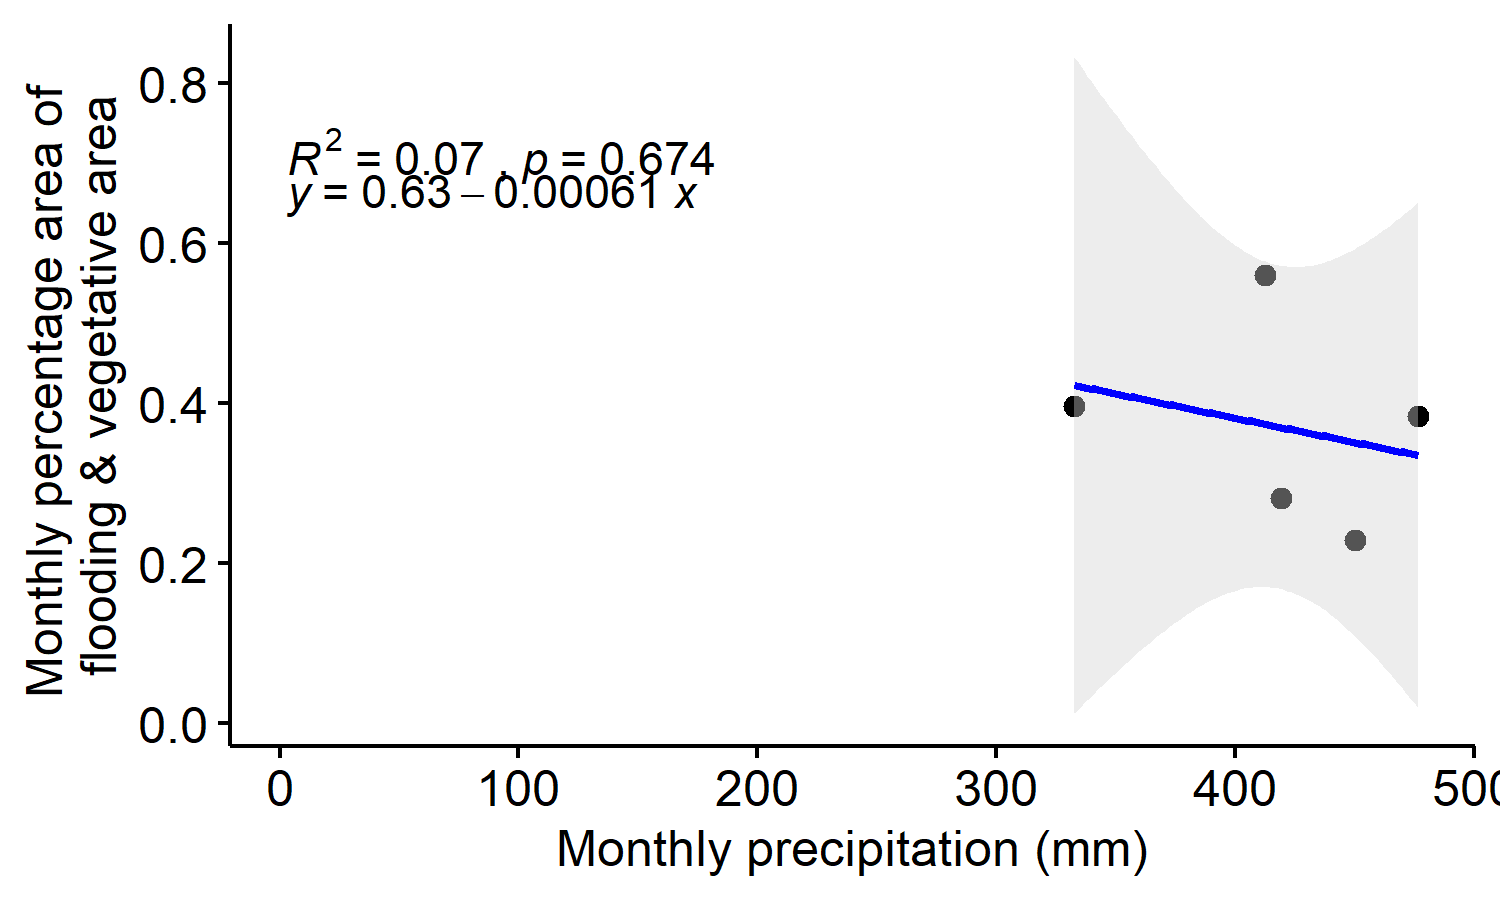 Monthly percentage area of
flooding & vegetative area
0.8
0.6
0.4
0.2
0.0
R² = 0.07 , p = 0.674
y = 0.63 – 0.00061 x
0 100 200 300 400 500
Monthly precipitation (mm)